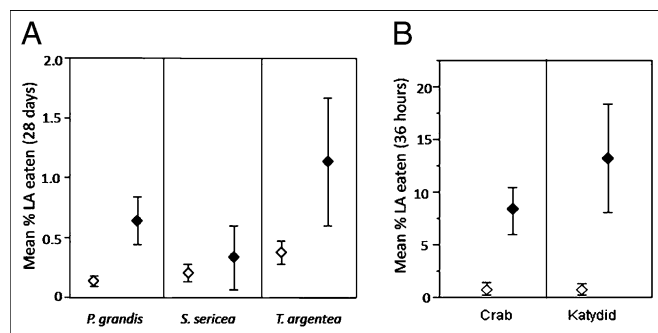 A
Mean % LA eaten (28 days)
2.0
1.5
1.0
0.5
0
P. grandis
S. sericea
T. argentea
B
Mean % LA eaten (36 hours)
20
15
10
5
0
Crab
Katydid